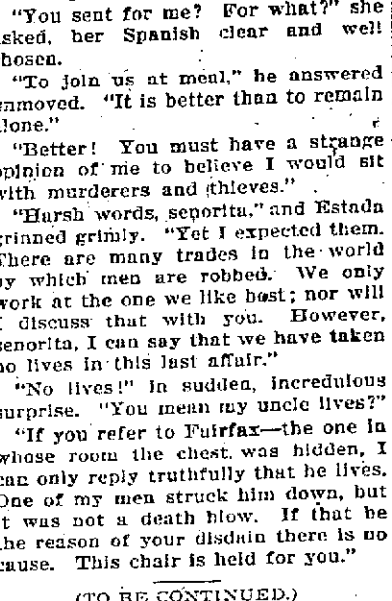 "You sent for me? For what?" she
sked, her Spanish clear and well
hosen.
"To join us at meal," he answered
nmoved. "It is better than to remain
lone."
"Better! You must have a strange
pinion of me to believe I would sit
with murderers and thieves."
"Harsh words, senorita," and Estada
rinned grimly. "Yet I expected them.
There are many trades in the world
by which men are robbed. We only
work at the one we like best; nor will
I discuss that with you. However,
senorita, I can say that we have taken
no lives in this last affair."
"No lives!" in sudden, incredulous
surprise. "You mean my uncle lives?"
"If you refer to Fairfax—the one in
whose room the chest was hidden, I
can only reply truthfully that he lives.
One of my men struck him down, but
it was not a death blow. If that be
the reason of your disdain there is no
cause. This chair is held for you."
(TO BE CONTINUED.)